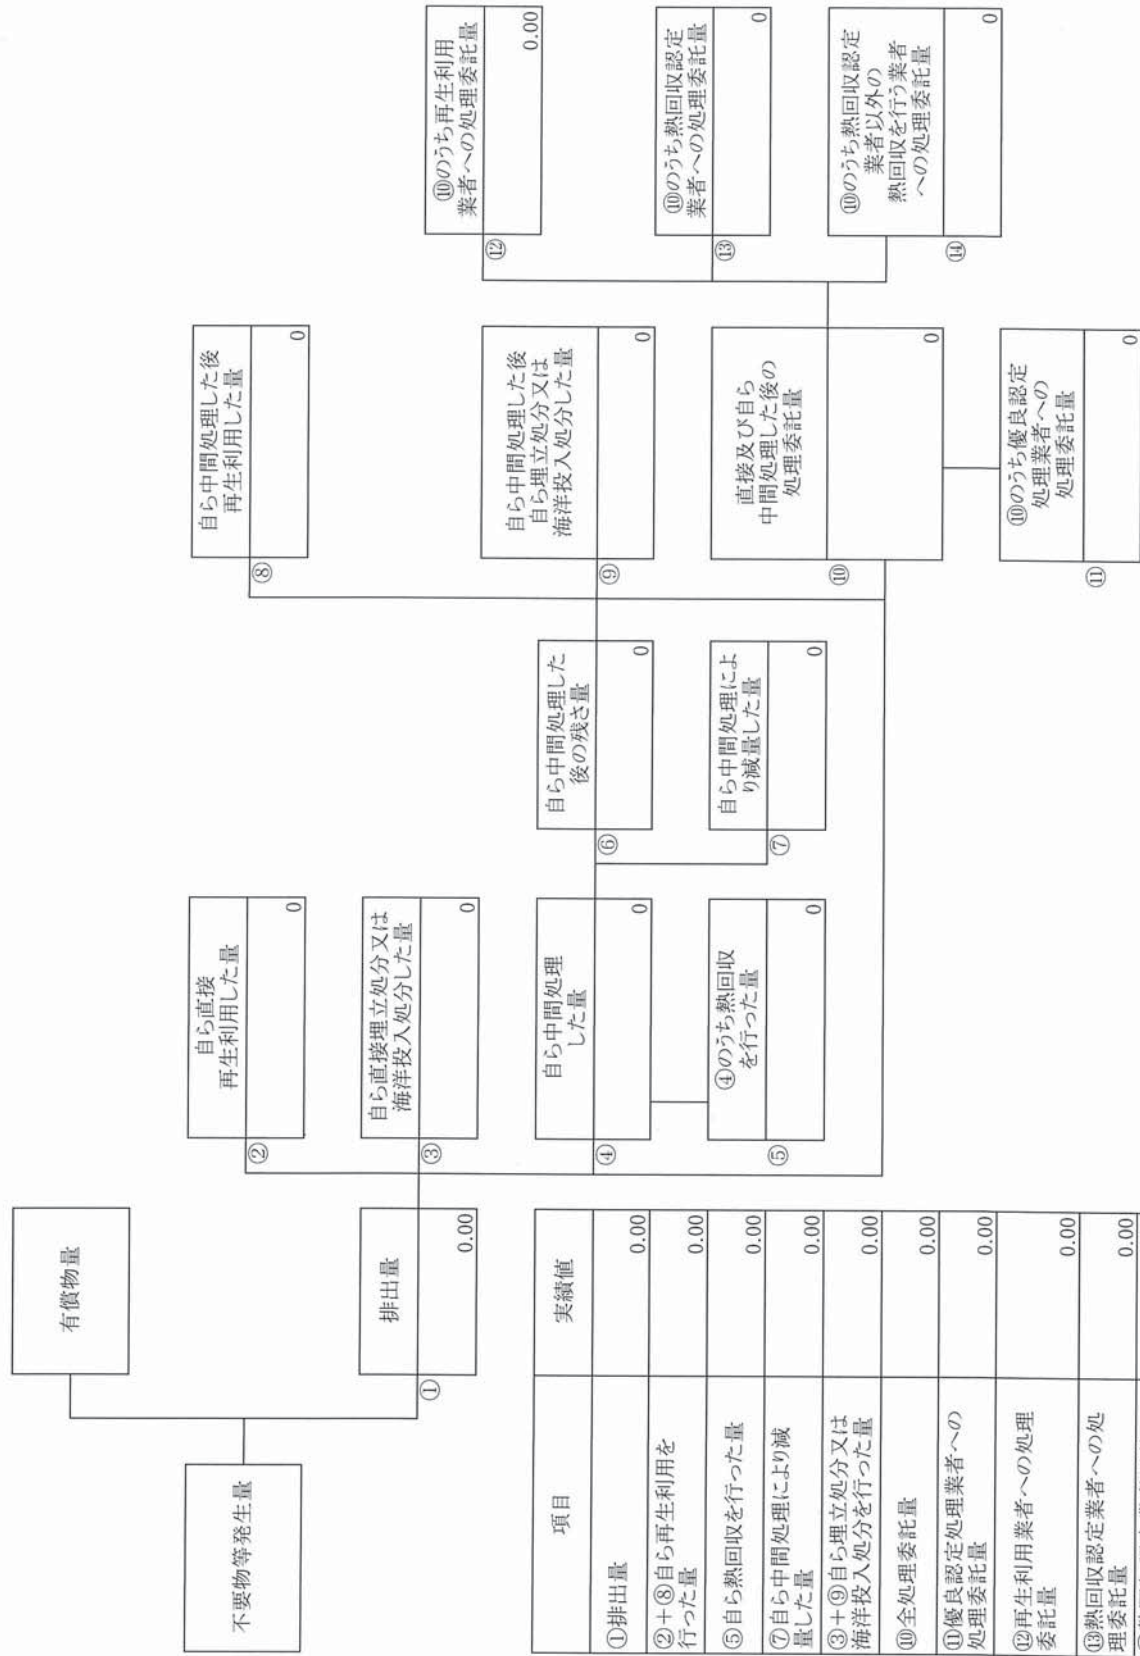 有償物量
不要物等発生量
排出量
①
0.00
自ら直接
再生利用した量
②
0
自ら直接埋立処分又は
海洋投入処分した量
③
0
自ら中間処理
した量
④
0
④のうち熱回収
を行った量
⑤
0
自ら中間処理した
後の残さ量
⑥
0
自ら中間処理によ
り減量した量
⑦
0
自ら中間処理した後
再生利用した量
⑧
0
自ら中間処理した後
自ら埋立処分又は
海洋投入処分した量
⑨
0
直接及び自ら
中間処理した後の
処理委託量
⑩
0
⑩のうち優良認定
処理業者への
処理委託量
⑪
0
⑩のうち再生利用
業者への処理委託量
⑫
0.00
⑩のうち熱回収認定
業者への処理委託量
⑬
0
⑩のうち熱回収認定
業者以外の
熱回収を行う業者
への処理委託量
⑭
0
項目 実績値
①排出量 0.00
②+⑧自ら再生利用を
行った量 0.00
⑤自ら熱回収を行った量 0.00
⑦自ら中間処理により減
量した量 0.00
③+⑨自ら埋立処分又は
海洋投入処分を行った量 0.00
⑩全処理委託量 0.00
⑪優良認定処理業者への
処理委託量 0.00
⑫再生利用業者への処理
委託量 0.00
⑬熱回収認定業者への処
理委託量 0.00